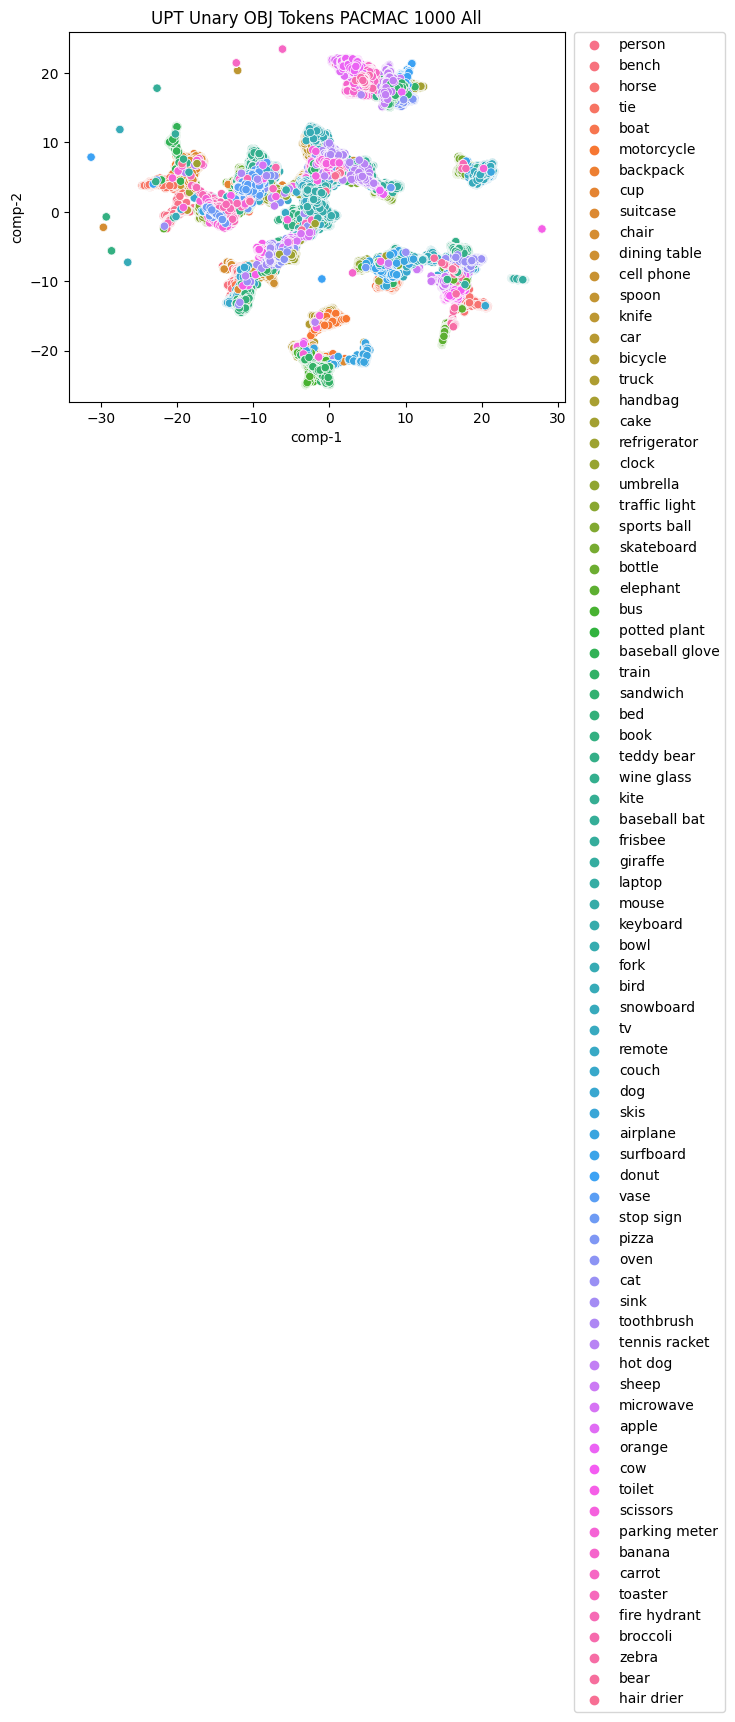 UPT Unary OBJ Tokens PACMAC 1000 All
comp-2
20
10
0
−10
−20
−30
−20
−10
0
10
20
30
comp-1
person
bench
horse
tie
boat
motorcycle
backpack
cup
suitcase
chair
dining table
cell phone
spoon
knife
car
bicycle
truck
handbag
cake
refrigerator
clock
umbrella
traffic light
sports ball
skateboard
bottle
elephant
bus
potted plant
baseball glove
train
sandwich
bed
book
teddy bear
wine glass
kite
baseball bat
frisbee
giraffe
laptop
mouse
keyboard
bowl
fork
bird
snowboard
tv
remote
couch
dog
skis
airplane
surfboard
donut
vase
stop sign
pizza
oven
cat
sink
toothbrush
tennis racket
hot dog
sheep
microwave
apple
orange
cow
toilet
scissors
parking meter
banana
carrot
toaster
fire hydrant
broccoli
zebra
bear
hair drier